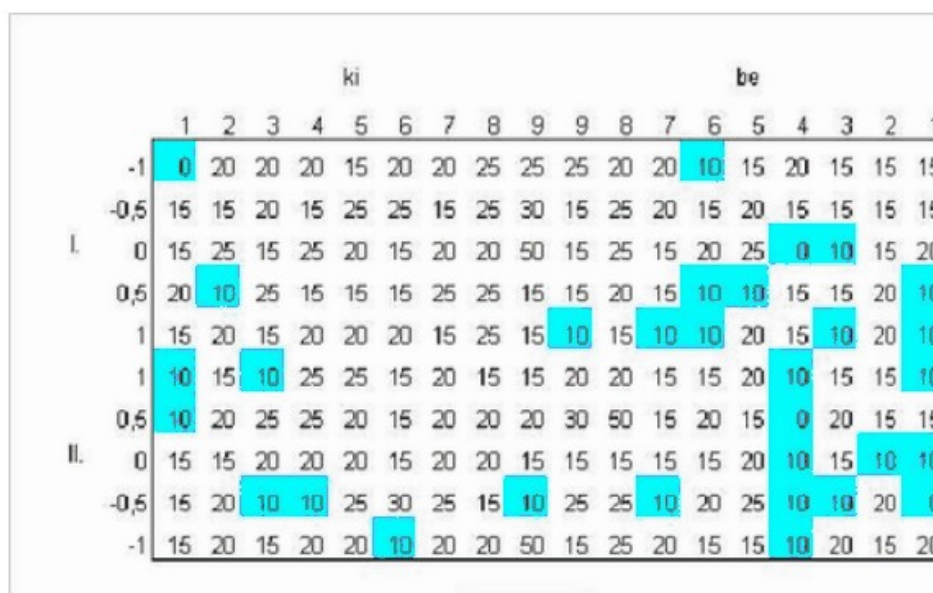 ki be
1 2 3 4 5 6 7 8 9 9 8 7 6 5 4 3 2 1
-1 0 20 20 20 15 20 20 25 25 25 20 20 10 15 20 15 15 15
-0,5 15 15 20 15 25 25 15 25 30 15 25 20 15 20 15 15 15 15
I. 0 15 25 15 25 15 20 20 50 15 25 15 20 25 0 10 15 20
0,5 20 10 25 15 15 15 25 25 15 15 20 15 10 10 15 15 20 10
1 15 20 15 20 20 20 15 25 15 10 15 10 10 20 15 10 20 10
1 10 15 10 25 25 15 20 15 15 20 20 15 15 20 10 15 15 10
0,5 10 20 25 25 20 15 20 20 20 30 50 15 20 15 0 20 15 15
II. 0 15 15 20 20 20 15 20 20 15 15 15 15 15 20 10 15 10 10
-0,5 15 20 10 10 25 30 25 15 10 25 25 10 20 25 10 10 20
-1 15 20 15 20 20 10 20 20 50 15 25 20 15 15 10 20 15 20